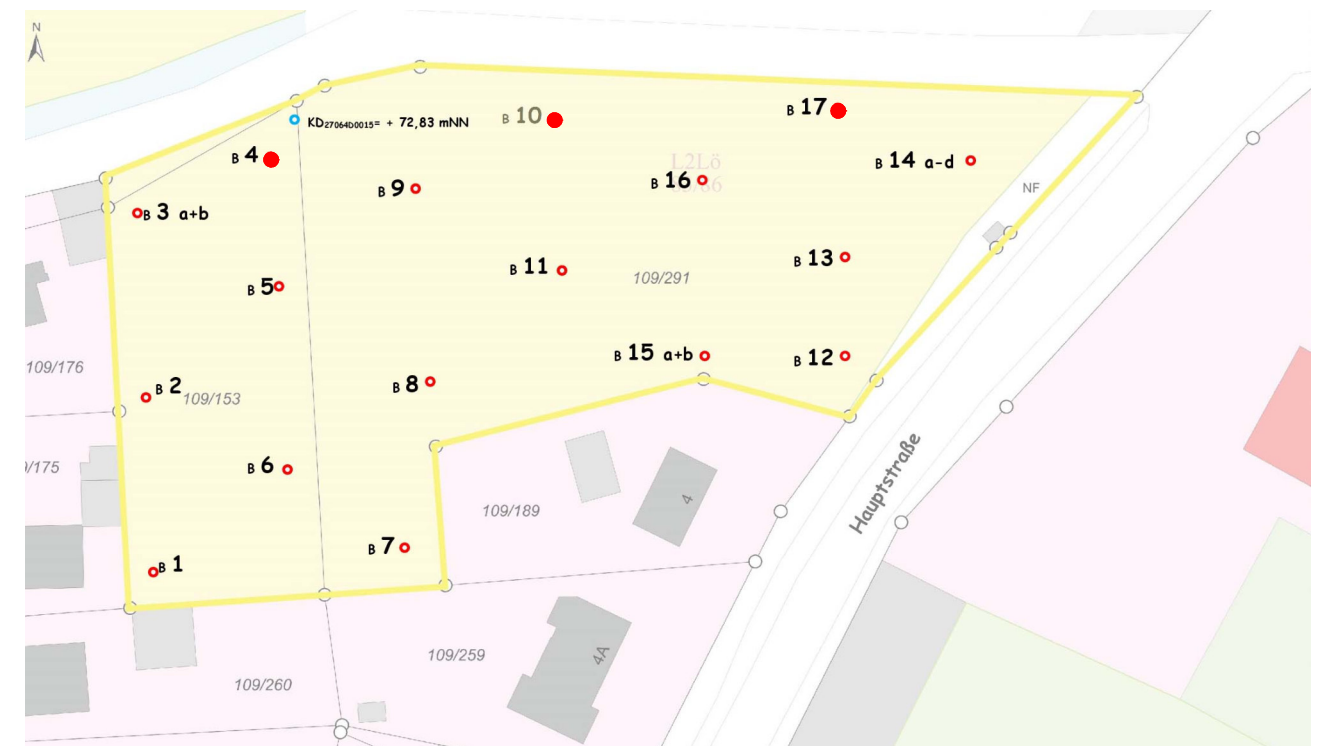 N
KD27064D0015= + 72,83 mNN
B 10
B 17
B 4
B 9
B 16
L2Lö
B 14 a-d
NF
B 3 a+b
B 5
B 11
109/291
B 13
109/176
B 2
109/153
B 8
B 15 a+b
B 12
/175
B 6
109/189
4
Hauptstraße
B 7
B 1
109/259
4A
109/260